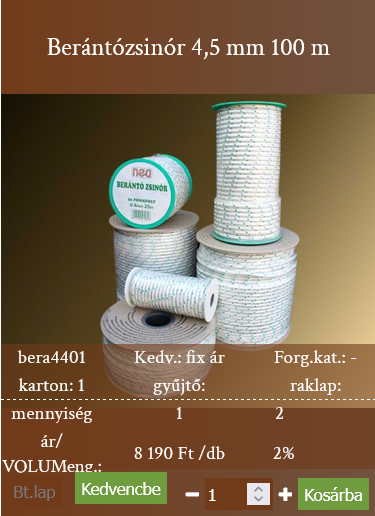 Berántózsinór 4,5 mm 100 m
nea
BERÁNTÓ ZSINÓR
bera4401 Kedv.: fix ár Forg.kat.: -
karton: 1 gyűjtő: raklap:
mennyiség 1 2
ár/
VOLUMeng.: 8 190 Ft /db 2%
Bt.lap Kedvencbe 1 Kosárba